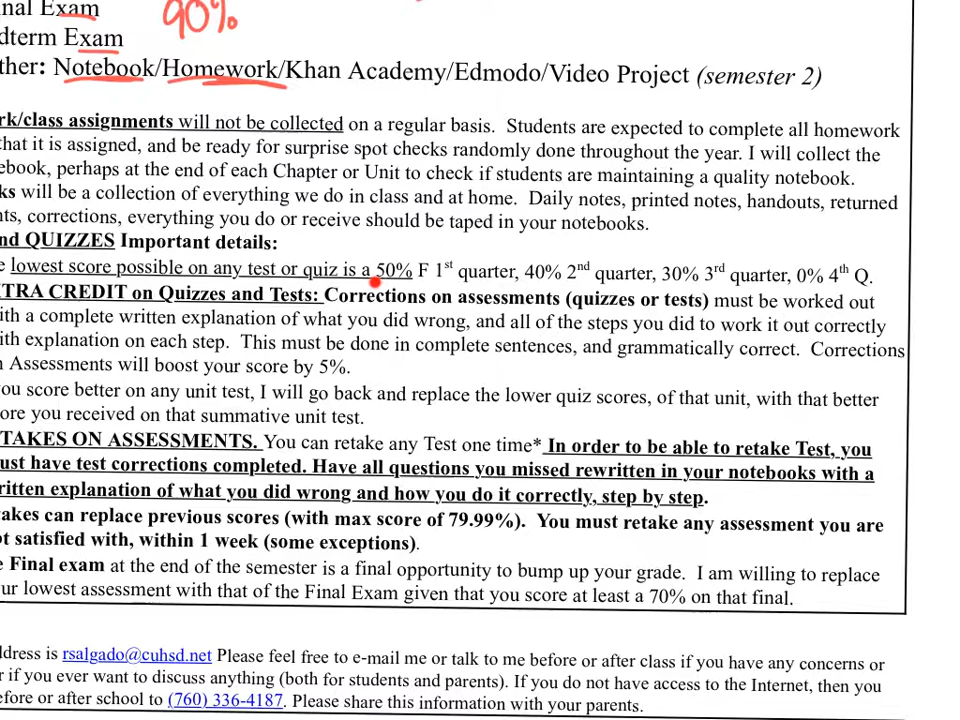 nal Exam
90%
dterm Exam
ther: Notebook/Homework/Khan Academy/Edmodo/Video Project (semester 2)
rk/class assignments will not be collected on a regular basis. Students are expected to complete all homework
that it is assigned, and be ready for surprise spot checks randomly done throughout the year. I will collect the
ebook, perhaps at the end of each Chapter or Unit to check if students are maintaining a quality notebook.
ks will be a collection of everything we do in class and at home. Daily notes, printed notes, handouts, returned
nts, corrections, everything you do or receive should be taped in your notebooks.
nd QUIZZES Important details:
e lowest score possible on any test or quiz is a 50% F 1st quarter, 40% 2nd quarter, 30% 3rd quarter, 0% 4th Q.
XTRA CREDIT on Quizzes and Tests: Corrections on assessments (quizzes or tests) must be worked out
ith a complete written explanation of what you did wrong, and all of the steps you did to work it out correctly
ith explanation on each step. This must be done in complete sentences, and grammatically correct. Corrections
n Assessments will boost your score by 5%.
you score better on any unit test, I will go back and replace the lower quiz scores, of that unit, with that better
ore you received on that summative unit test.
TAKES ON ASSESSMENTS. You can retake any Test one time* In order to be able to retake Test, you
ust have test corrections completed. Have all questions you missed rewritten in your notebooks with a
ritten explanation of what you did wrong and how you do it correctly, step by step.
takes can replace previous scores (with max score of 79.99%). You must retake any assessment you are
ot satisfied with, within 1 week (some exceptions).
e Final exam at the end of the semester is a final opportunity to bump up your grade. I am willing to replace
ur lowest assessment with that of the Final Exam given that you score at least a 70% on that final.
ddress is rsalgado@cuhsd.net Please feel free to e-mail me or talk to me before or after class if you have any concerns or
r if you ever want to discuss anything (both for students and parents). If you do not have access to the Internet, then you
efore or after school to (760) 336-4187. Please share this information with your parents.